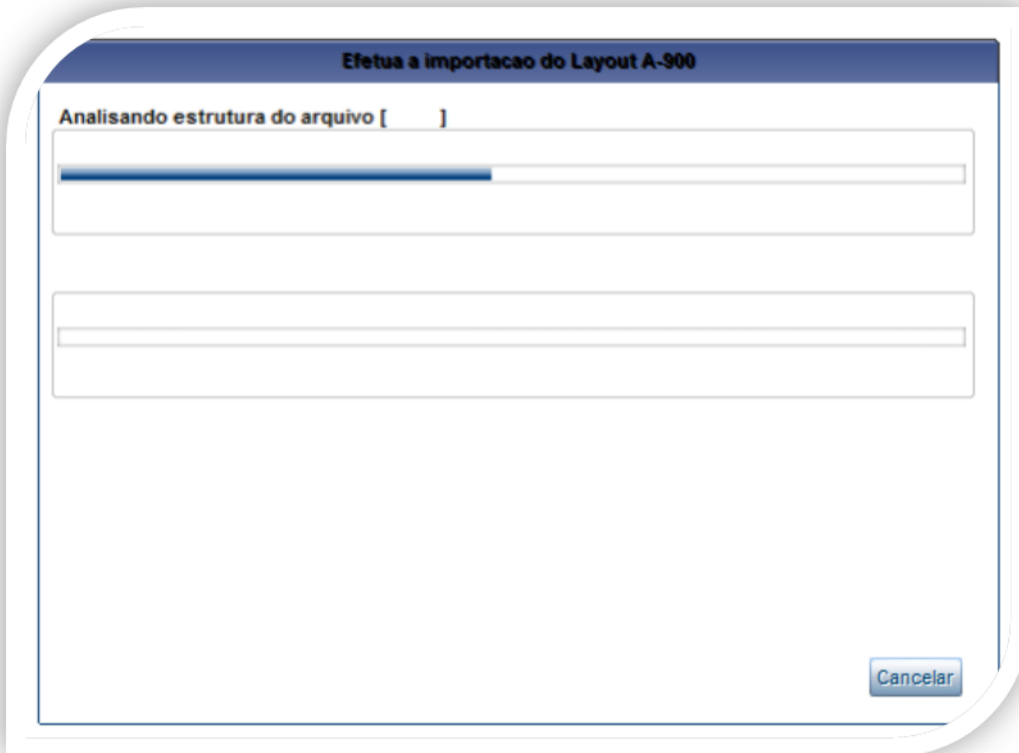 Efetua a importacao do Layout A-900
Analisando estrutura do arquivo [ ]
Cancelar